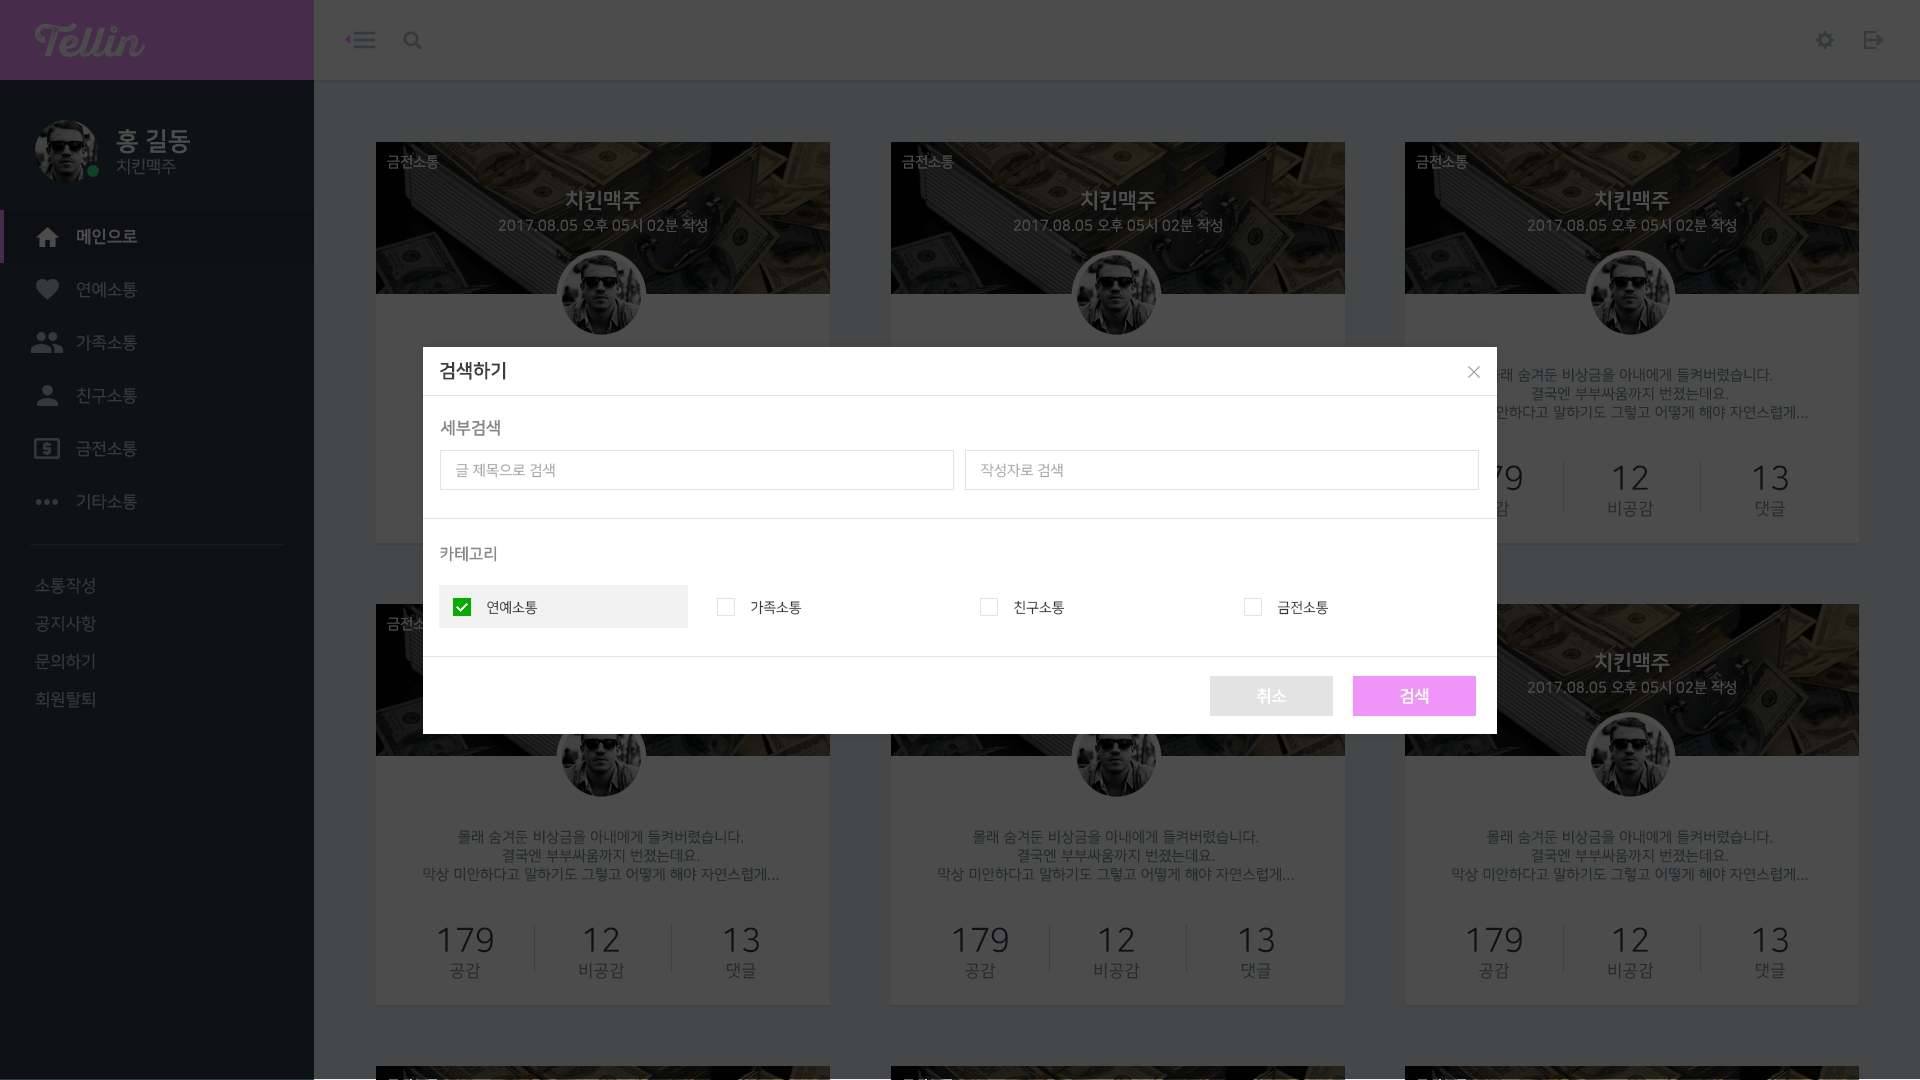 Tellin
홍 길동
치킨맥주
메인으로
연예소통
가족소통
친구소통
금전소통
기타소통
소통작성
공지사항
문의하기
회원탈퇴
금전소통
치킨맥주
2017.08.05 오후 05시 02분 작성
금전소통
치킨맥주
2017.08.05 오후 05시 02분 작성
금전소통
치킨맥주
2017.08.05 오후 05시 02분 작성
래 숨겨둔 비상금을 아내에게 들켜버렸습니다.
결국엔 부부싸움까지 번졌는데요.
안하다고 말하기도 그렇고 어떻게 해야 자연스럽게...
79 12 13
감 비공감 댓글
검색하기
세부검색
글 제목으로 검색
작성자로 검색
카테고리
연예소통
가족소통
친구소통
금전소통
취소
검색
금전소
치킨맥주
2017.08.05 오후 05시 02분 작성
몰래 숨겨둔 비상금을 아내에게 들켜버렸습니다.
결국엔 부부싸움까지 번졌는데요.
막상 미안하다고 말하기도 그렇고 어떻게 해야 자연스럽게...
179 12 13
공감 비공감 댓글
몰래 숨겨둔 비상금을 아내에게 들켜버렸습니다.
결국엔 부부싸움까지 번졌는데요.
막상 미안하다고 말하기도 그렇고 어떻게 해야 자연스럽게...
179 12 13
공감 비공감 댓글
몰래 숨겨둔 비상금을 아내에게 들켜버렸습니다.
결국엔 부부싸움까지 번졌는데요.
막상 미안하다고 말하기도 그렇고 어떻게 해야 자연스럽게...
179 12 13
공감 비공감 댓글